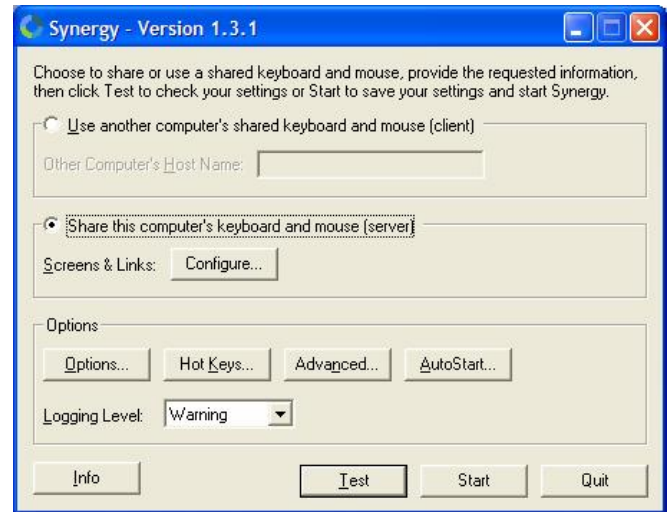 Synergy - Version 1.3.1
Choose to share or use a shared keyboard and mouse, provide the requested information,
then click Test to check your settings or Start to save your settings and start Synergy.
Use another computer's shared keyboard and mouse (client)
Other Computer's Host Name:
Share this computer's keyboard and mouse (server)
Screens & Links: Configure...
Options
Options... Hot Keys... Advanced... AutoStart...
Logging Level: Warning
Info Test Start Quit